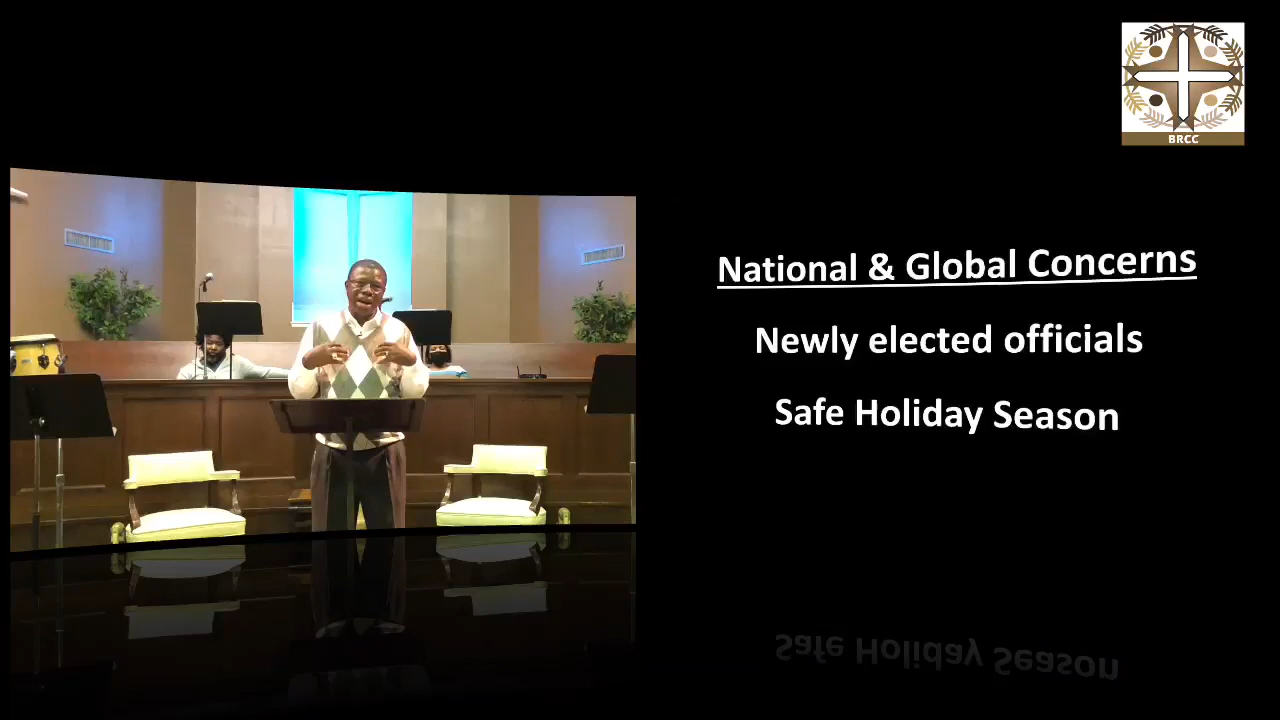 BRCC
National & Global Concerns
Newly elected officials
Safe Holiday Season
Safe Holiday Season